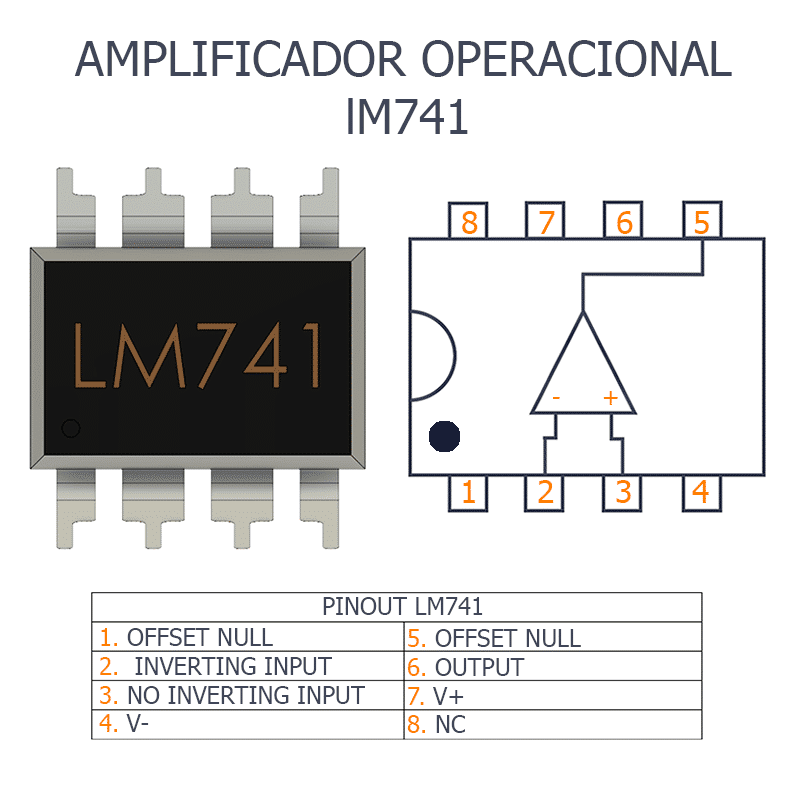 AMPLIFICADOR OPERACIONAL
lM741
LM741
8 7 6 5
- +
1 2 3 4
PINOUT LM741
1. OFFSET NULL
5. OFFSET NULL
2. INVERTING INPUT
6. OUTPUT
3. NO INVERTING INPUT
7. V+
4. V-
8. NC